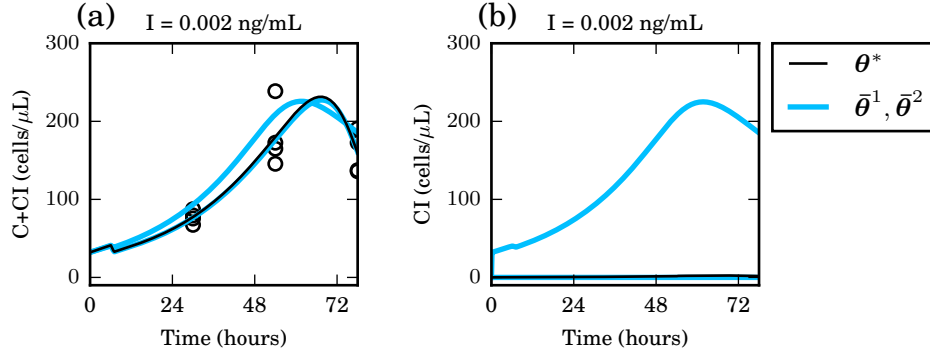 (a)
I = 0.002 ng/mL
C+CI (cells/μL)
300
200
100
0
0 24 48 72
Time (hours)
(b)
I = 0.002 ng/mL
CI (cells/μL)
300
200
100
0
0 24 48 72
Time (hours)
θ*
θ̄¹, θ̄²